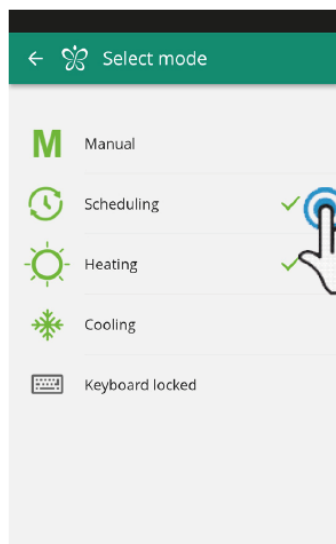 Select mode
M Manual
Scheduling
Heating
Cooling
Keyboard locked